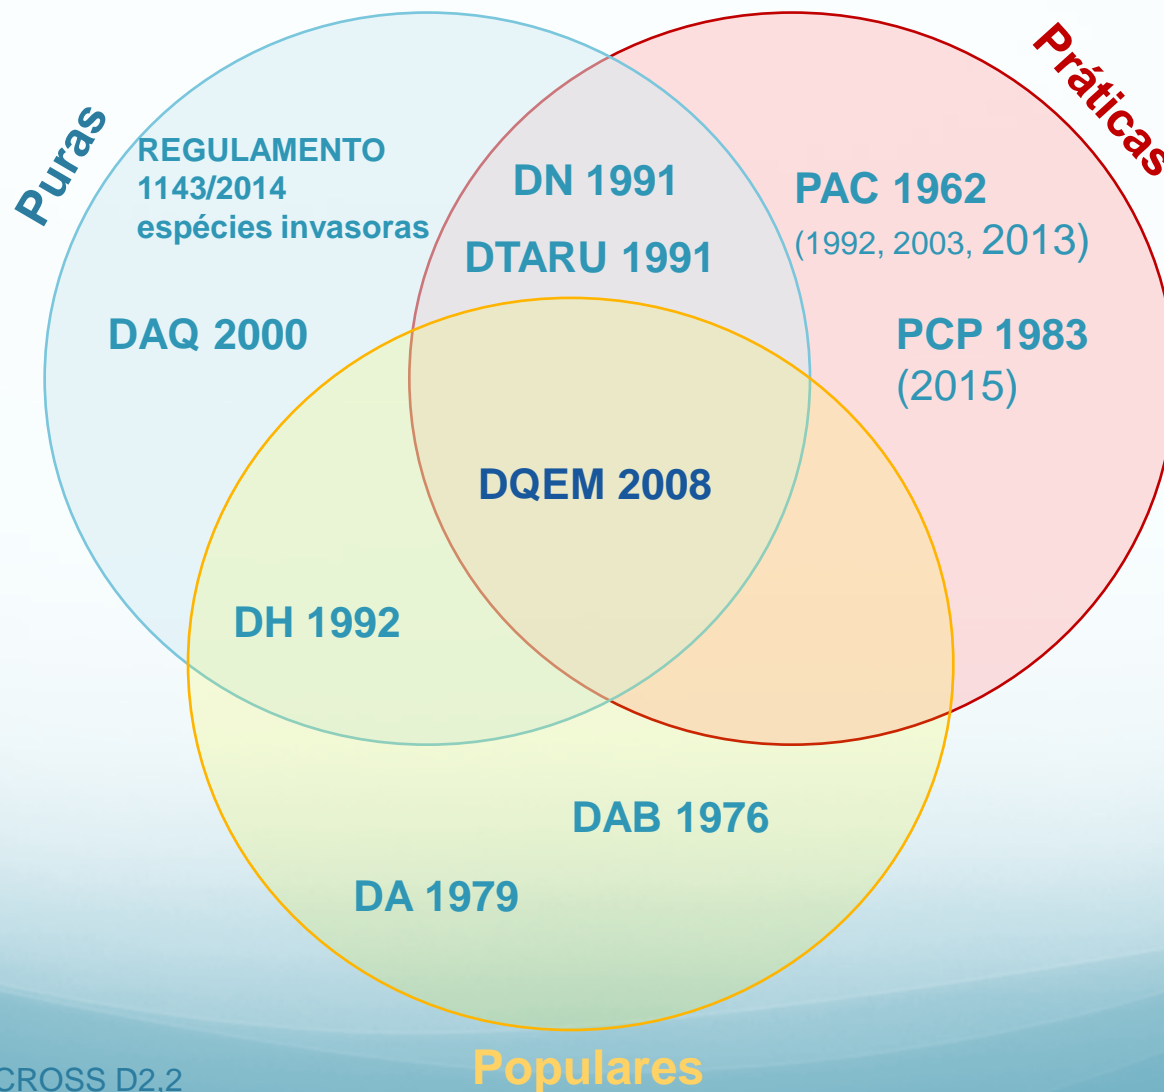 Puras
Práticas
REGULAMENTO
1143/2014
espécies invasoras
DN 1991
DTARU 1991
PAC 1962
(1992, 2003, 2013)
DAQ 2000
PCP 1983
(2015)
DQEM 2008
DH 1992
DAB 1976
DA 1979
Populares
CROSS D2,2